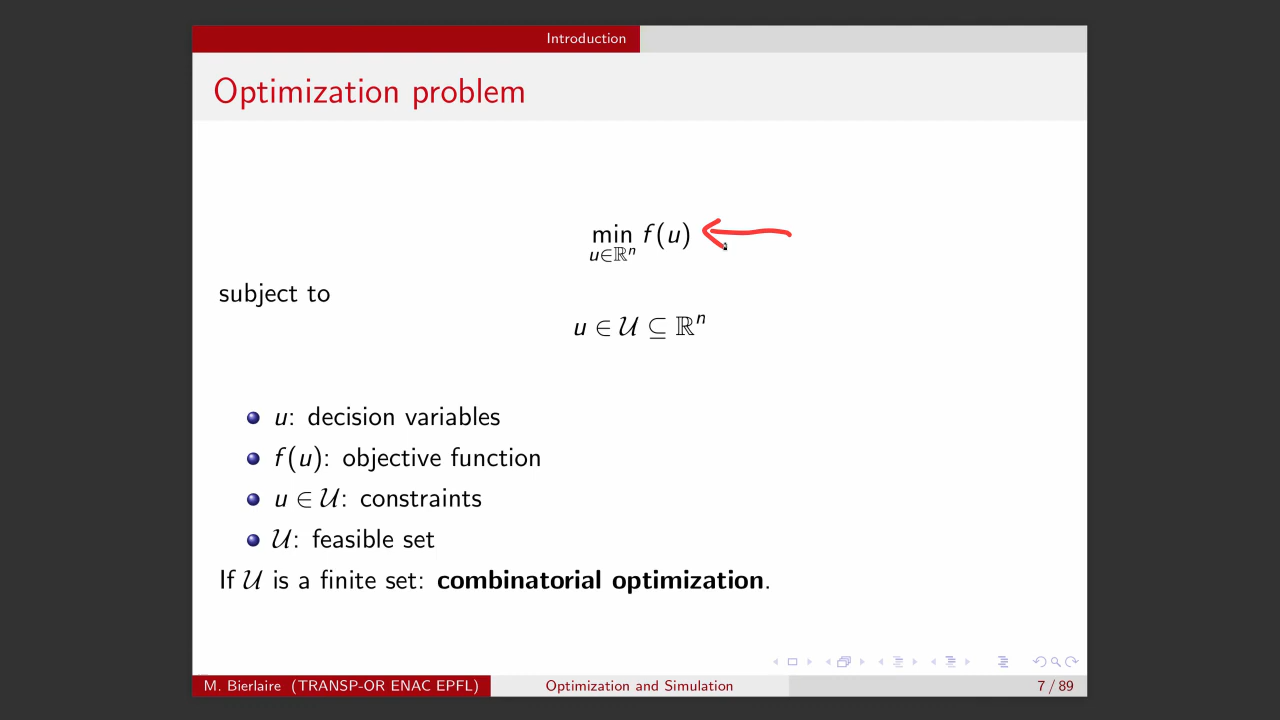 Introduction
Optimization problem
min f(u)
u∈ℝⁿ
subject to
u ∈ 𝒰 ⊆ ℝⁿ
u: decision variables
f(u): objective function
u ∈ 𝒰: constraints
𝒰: feasible set
If 𝒰 is a finite set: combinatorial optimization.
M. Bierlaire (TRANSP-OR ENAC EPFL)
Optimization and Simulation
7 / 89